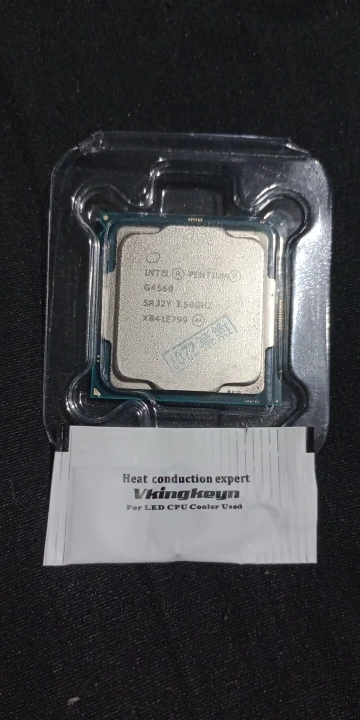 INTEL® PENTIUM®
G4560
SR32Y 3.50GHZ
X841E799
Heat conduction expert
Vkingkeyn
For LED CPU Cooler Used